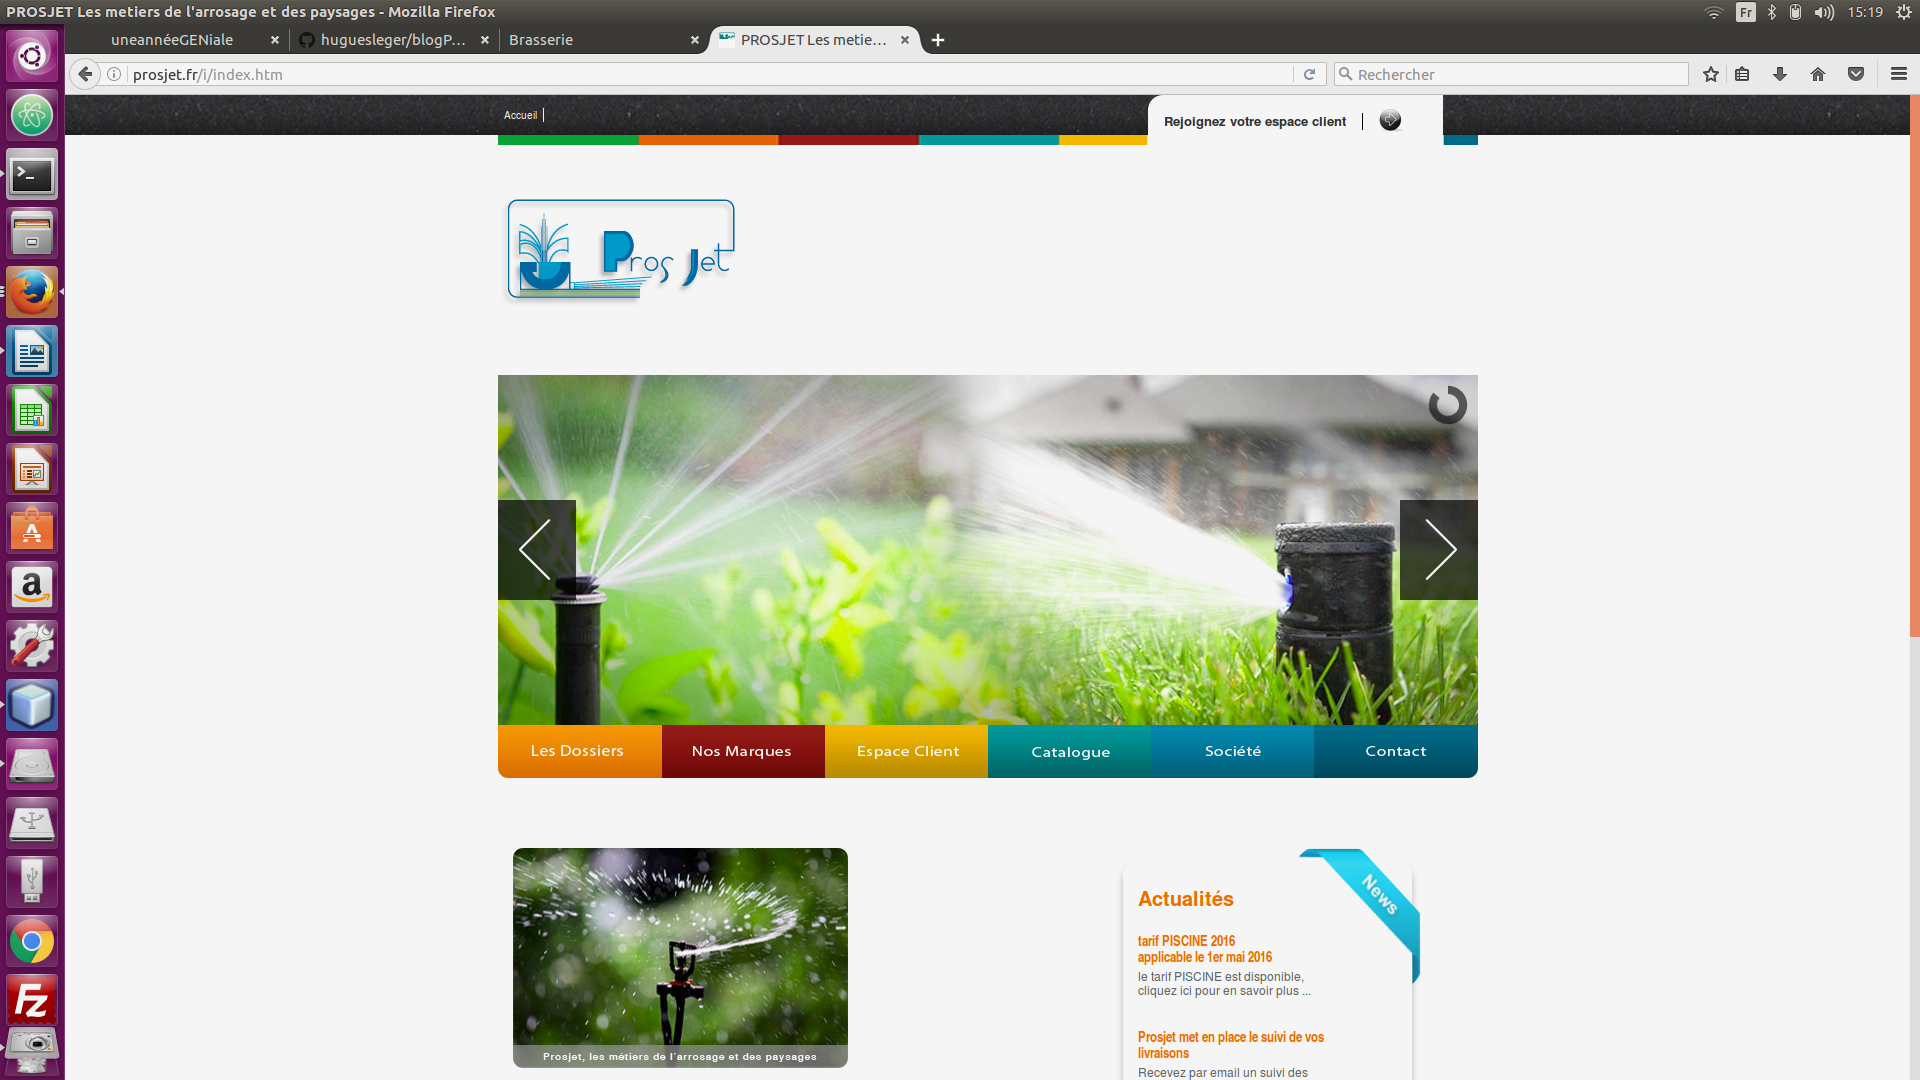 PROSJET Les metiers de l'arrosage et des paysages - Mozilla Firefox
Fr
15:19
uneannéeGENiale
huguesleger/blogP...
Brasserie
PROSJET Les metie...
prosjet.fr/i/index.htm
Rechercher
Accueil
Rejoignez votre espace client
Pros Jet
Les Dossiers
Nos Marques
Espace Client
Catalogue
Société
Contact
Prosjet, les métiers de l'arrosage et des paysages
News
Actualités
tarif PISCINE 2016
applicable le 1er mai 2016
le tarif PISCINE est disponible,
cliquez ici pour en savoir plus ...
Prosjet met en place le suivi de vos
livraisons
Recevez par email un suivi des